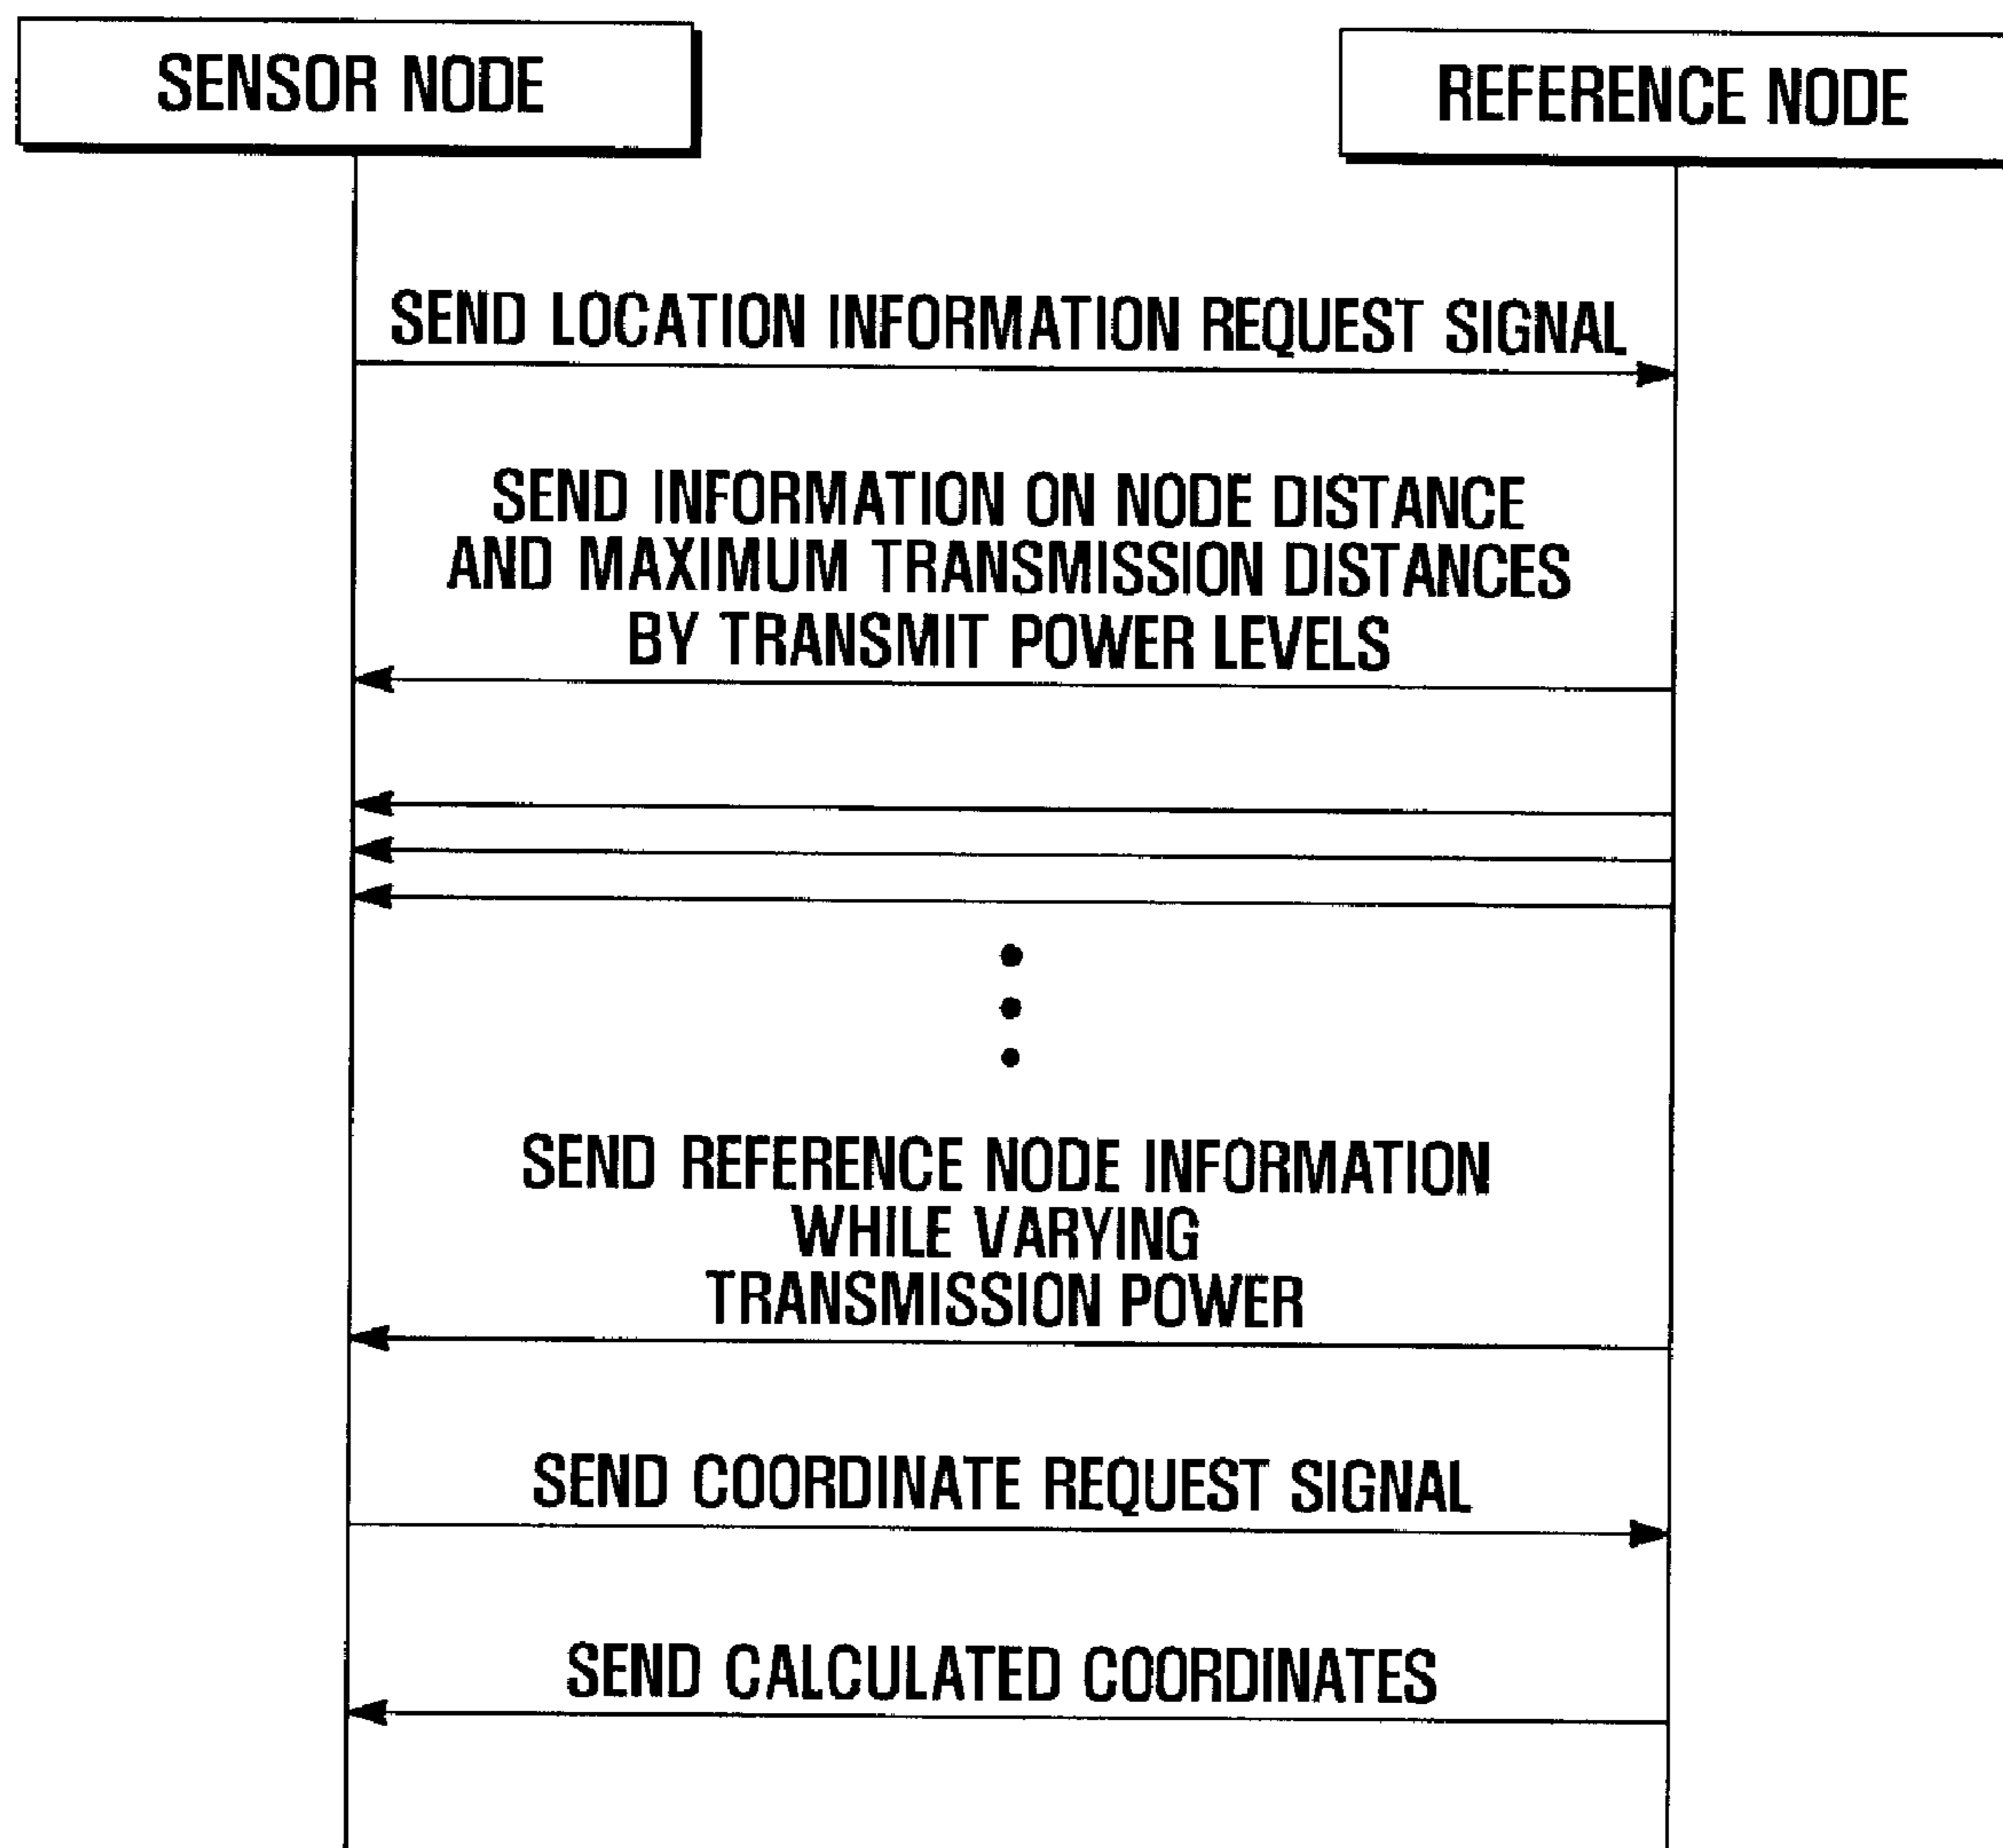 SENSOR NODE
REFERENCE NODE
SEND LOCATION INFORMATION REQUEST SIGNAL
SEND INFORMATION ON NODE DISTANCE
AND MAXIMUM TRANSMISSION DISTANCES
BY TRANSMIT POWER LEVELS
SEND REFERENCE NODE INFORMATION
WHILE VARYING
TRANSMISSION POWER
SEND COORDINATE REQUEST SIGNAL
SEND CALCULATED COORDINATES